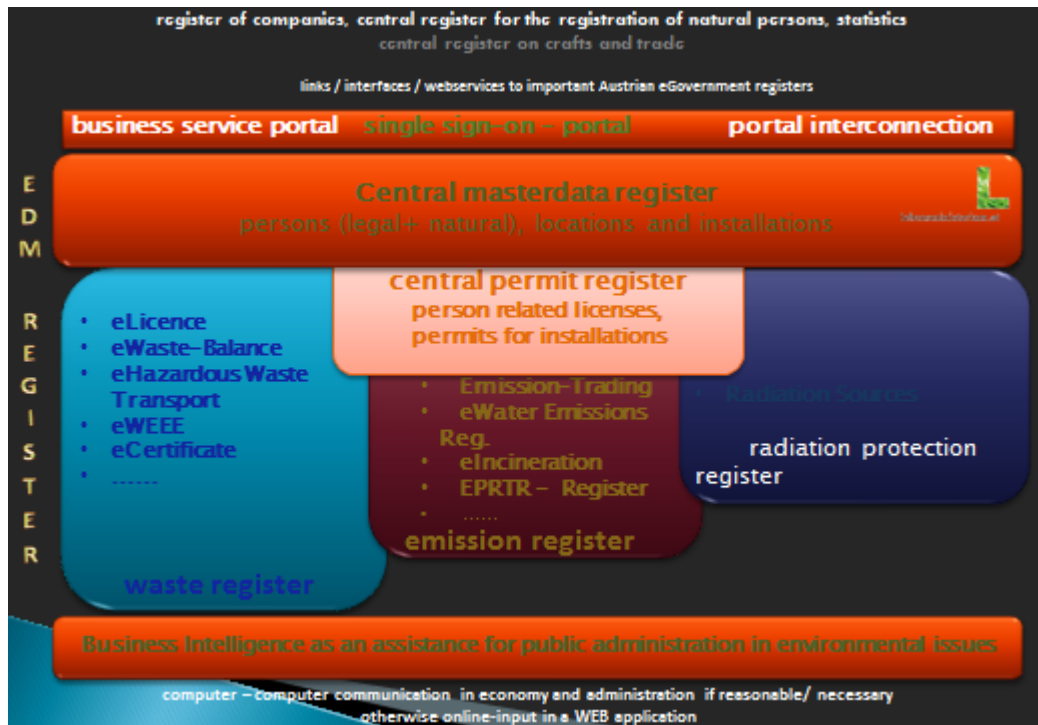 register of companies, central register for the registration of natural persons, statistics
central register on crafts and trade
links / interfaces / webservices to important Austrian eGovernment registers
business service portal single sign-on – portal portal interconnection
EDM REGISTER
Central masterdata register
persons (legal+ natural), locations and installations
L
central permit register
person related licenses,
permits for installations
• eLicence
• eWaste-Balance
• eHazardous Waste
Transport
• eWEEE
• eCertificate
• ......
waste register
• Emission-Trading
• eWater Emissions
Reg.
• eIncineration
• EPRTR – Register
• ......
emission register
• Radiation Sources
radiation protection
register
Business Intelligence as an assistance for public administration in environmental issues
computer – computer communication in economy and administration if reasonable/ necessary
otherwise online-input in a WEB application